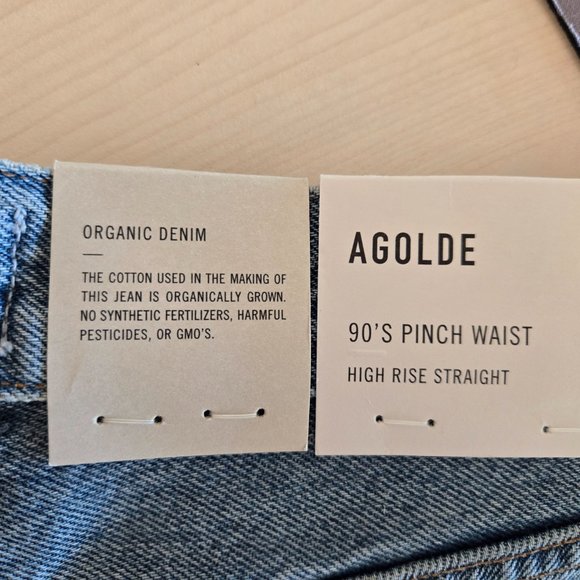 ORGANIC DENIM
THE COTTON USED IN THE MAKING OF
THIS JEAN IS ORGANICALLY GROWN.
NO SYNTHETIC FERTILIZERS, HARMFUL
PESTICIDES, OR GMO'S.
AGOLDE
90'S PINCH WAIST
HIGH RISE STRAIGHT